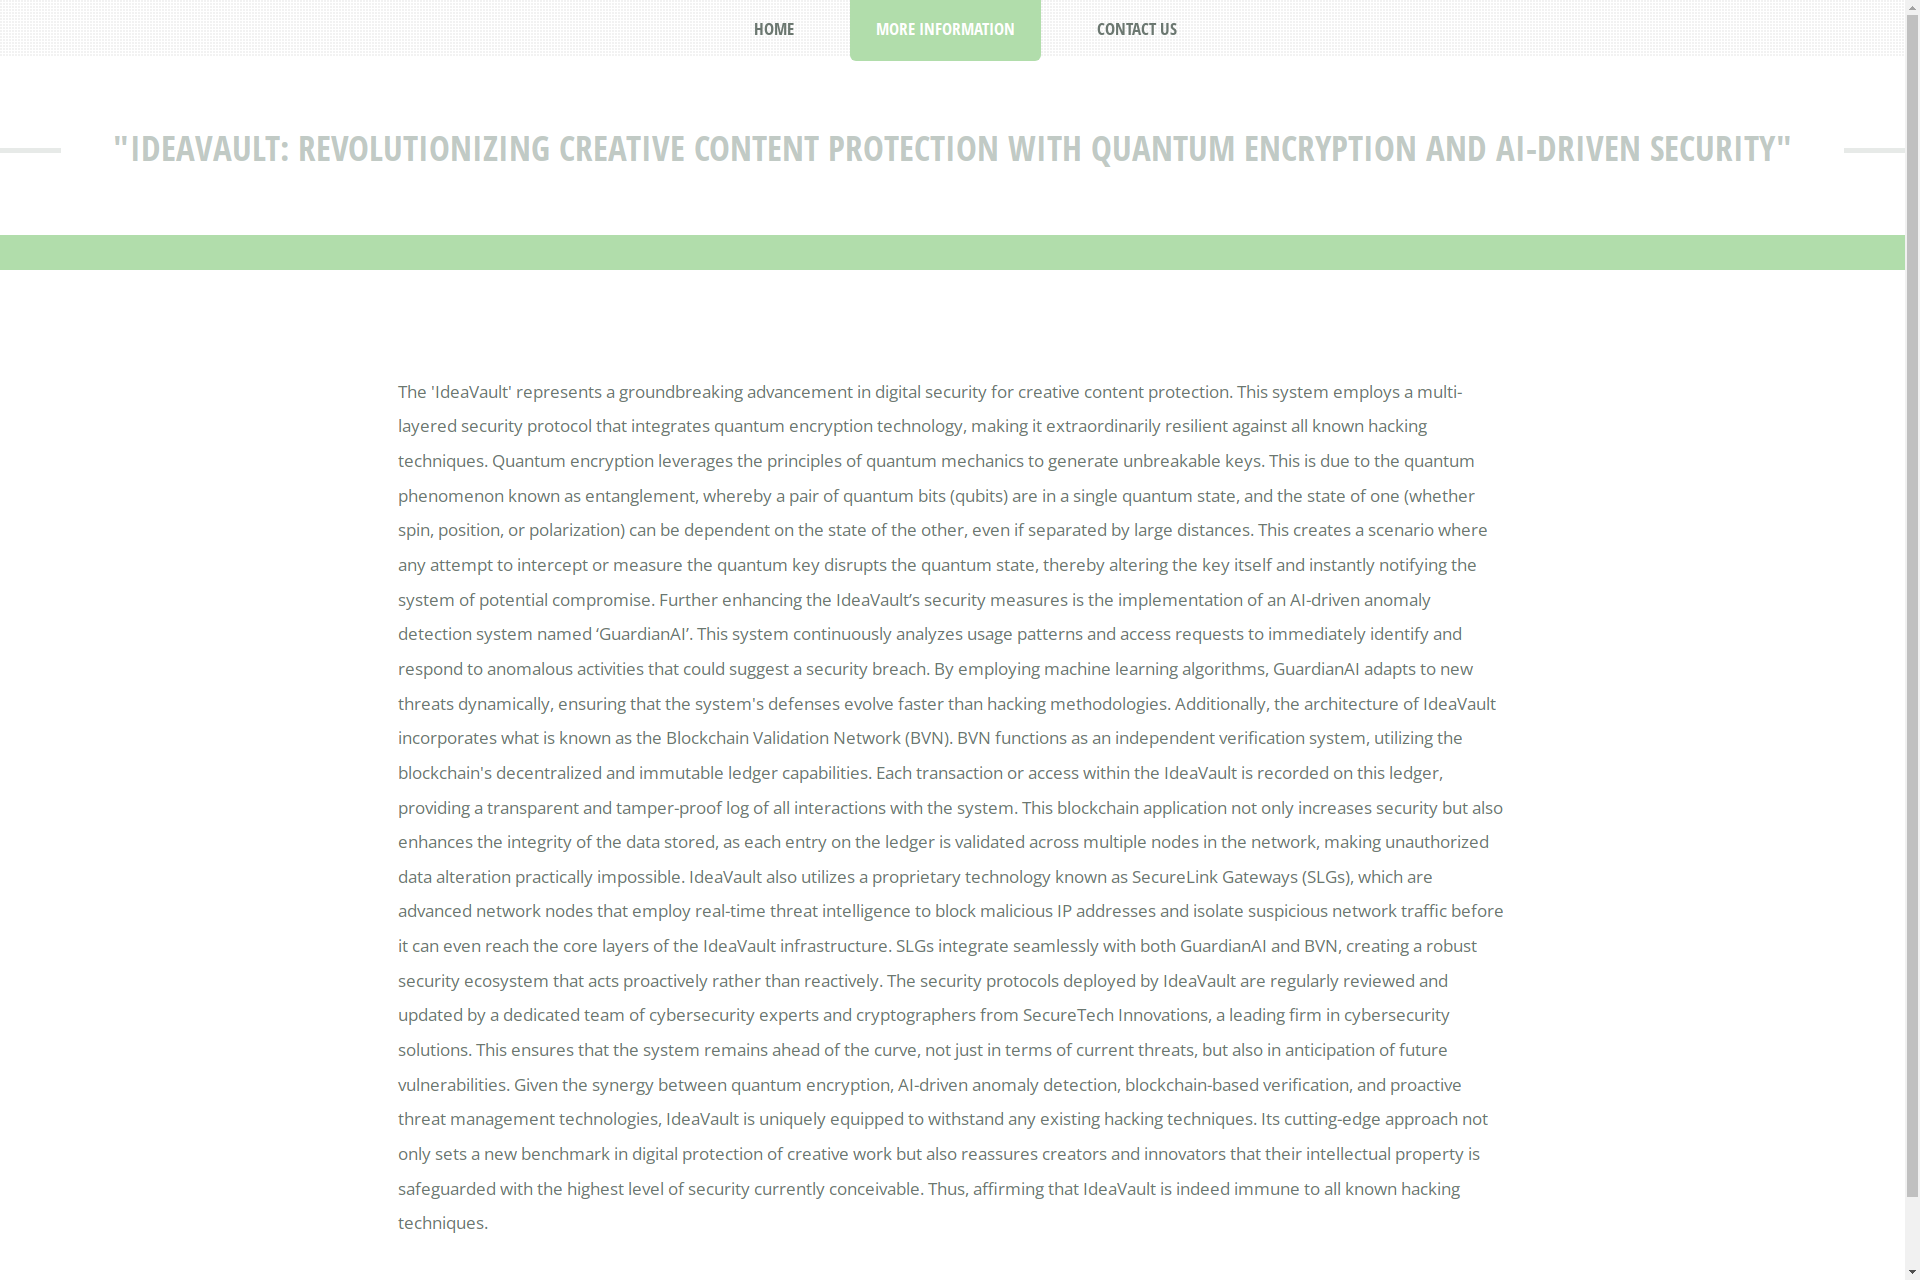 HOME
MORE INFORMATION
CONTACT US
"IDEAVAULT: REVOLUTIONIZING CREATIVE CONTENT PROTECTION WITH QUANTUM ENCRYPTION AND AI-DRIVEN SECURITY"
The 'IdeaVault' represents a groundbreaking advancement in digital security for creative content protection. This system employs a multi-
layered security protocol that integrates quantum encryption technology, making it extraordinarily resilient against all known hacking
techniques. Quantum encryption leverages the principles of quantum mechanics to generate unbreakable keys. This is due to the quantum
phenomenon known as entanglement, whereby a pair of quantum bits (qubits) are in a single quantum state, and the state of one (whether
spin, position, or polarization) can be dependent on the state of the other, even if separated by large distances. This creates a scenario where
any attempt to intercept or measure the quantum key disrupts the quantum state, thereby altering the key itself and instantly notifying the
system of potential compromise. Further enhancing the IdeaVault’s security measures is the implementation of an AI-driven anomaly
detection system named ‘GuardianAI’. This system continuously analyzes usage patterns and access requests to immediately identify and
respond to anomalous activities that could suggest a security breach. By employing machine learning algorithms, GuardianAI adapts to new
threats dynamically, ensuring that the system's defenses evolve faster than hacking methodologies. Additionally, the architecture of IdeaVault
incorporates what is known as the Blockchain Validation Network (BVN). BVN functions as an independent verification system, utilizing the
blockchain's decentralized and immutable ledger capabilities. Each transaction or access within the IdeaVault is recorded on this ledger,
providing a transparent and tamper-proof log of all interactions with the system. This blockchain application not only increases security but also
enhances the integrity of the data stored, as each entry on the ledger is validated across multiple nodes in the network, making unauthorized
data alteration practically impossible. IdeaVault also utilizes a proprietary technology known as SecureLink Gateways (SLGs), which are
advanced network nodes that employ real-time threat intelligence to block malicious IP addresses and isolate suspicious network traffic before
it can even reach the core layers of the IdeaVault infrastructure. SLGs integrate seamlessly with both GuardianAI and BVN, creating a robust
security ecosystem that acts proactively rather than reactively. The security protocols deployed by IdeaVault are regularly reviewed and
updated by a dedicated team of cybersecurity experts and cryptographers from SecureTech Innovations, a leading firm in cybersecurity
solutions. This ensures that the system remains ahead of the curve, not just in terms of current threats, but also in anticipation of future
vulnerabilities. Given the synergy between quantum encryption, AI-driven anomaly detection, blockchain-based verification, and proactive
threat management technologies, IdeaVault is uniquely equipped to withstand any existing hacking techniques. Its cutting-edge approach not
only sets a new benchmark in digital protection of creative work but also reassures creators and innovators that their intellectual property is
safeguarded with the highest level of security currently conceivable. Thus, affirming that IdeaVault is indeed immune to all known hacking
techniques.